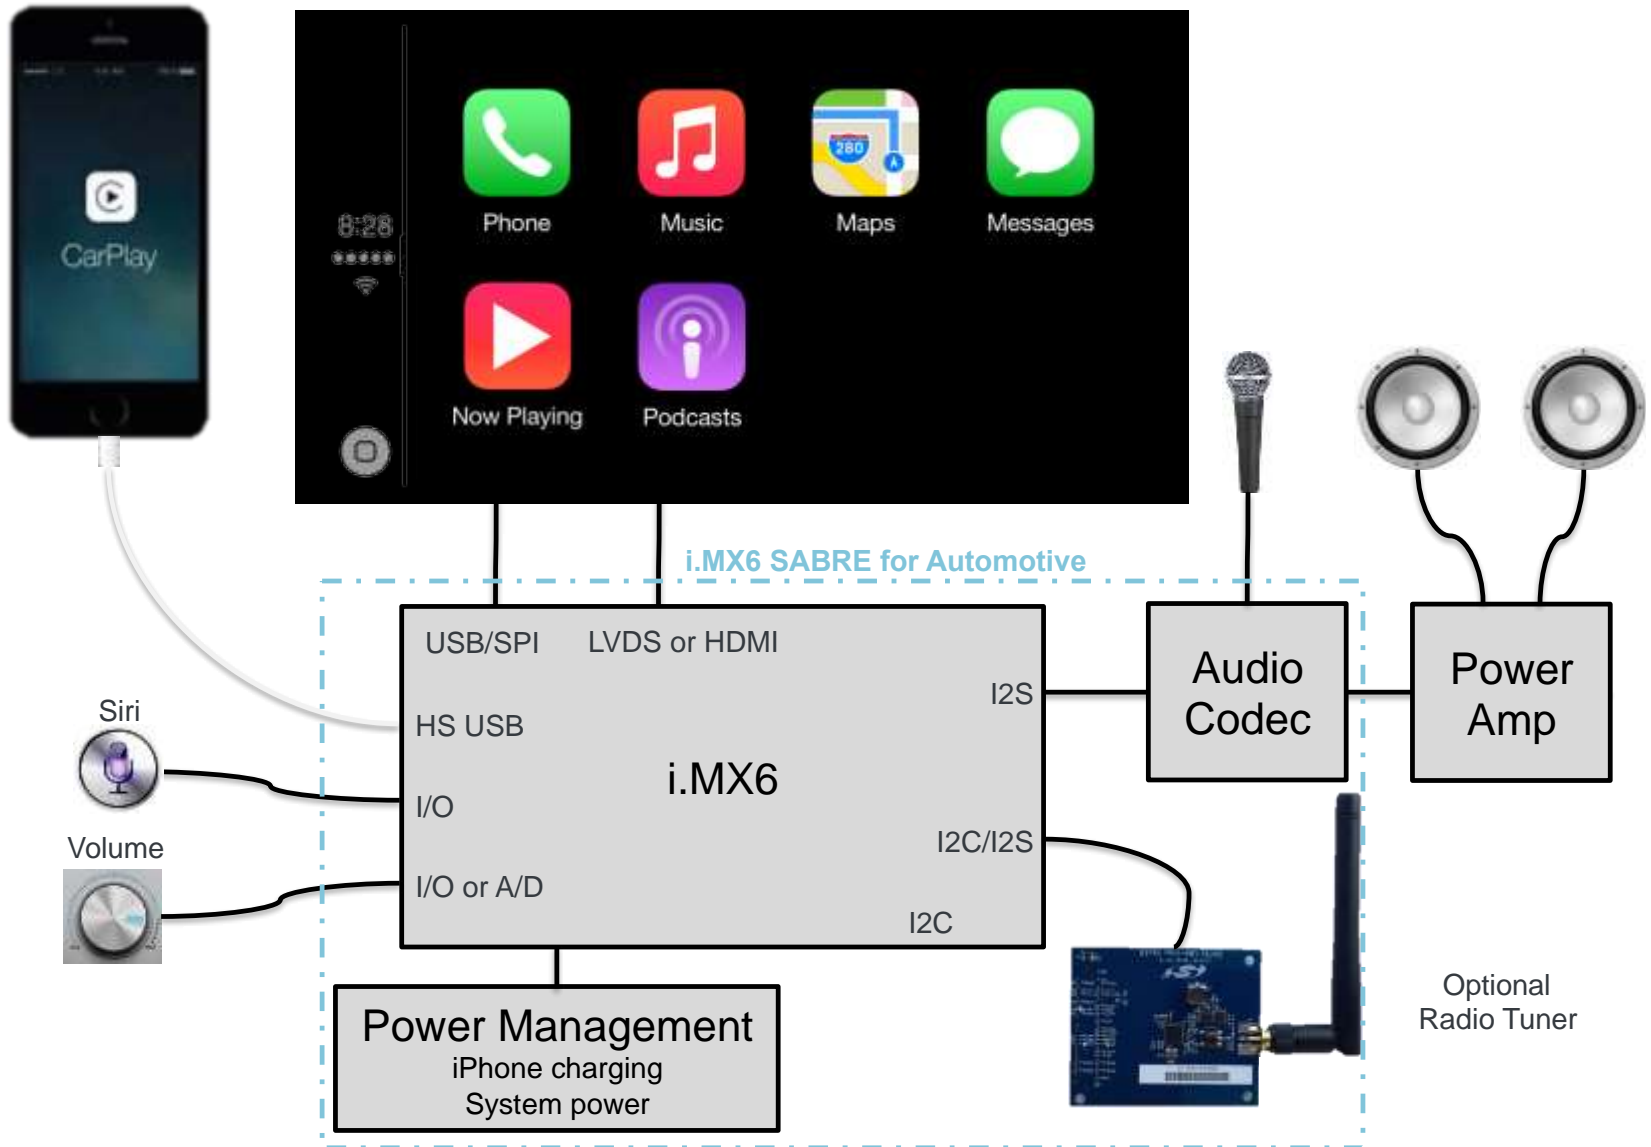 CarPlay
8:28
Phone
Music
Maps
280
A
Messages
Now Playing
Podcasts
i.MX6 SABRE for Automotive
USB/SPI
LVDS or HDMI
I2S
HS USB
i.MX6
I/O
I2C/I2S
I/O or A/D
I2C
Siri
Volume
Audio
Codec
Power
Amp
Power Management
iPhone charging
System power
Optional
Radio Tuner